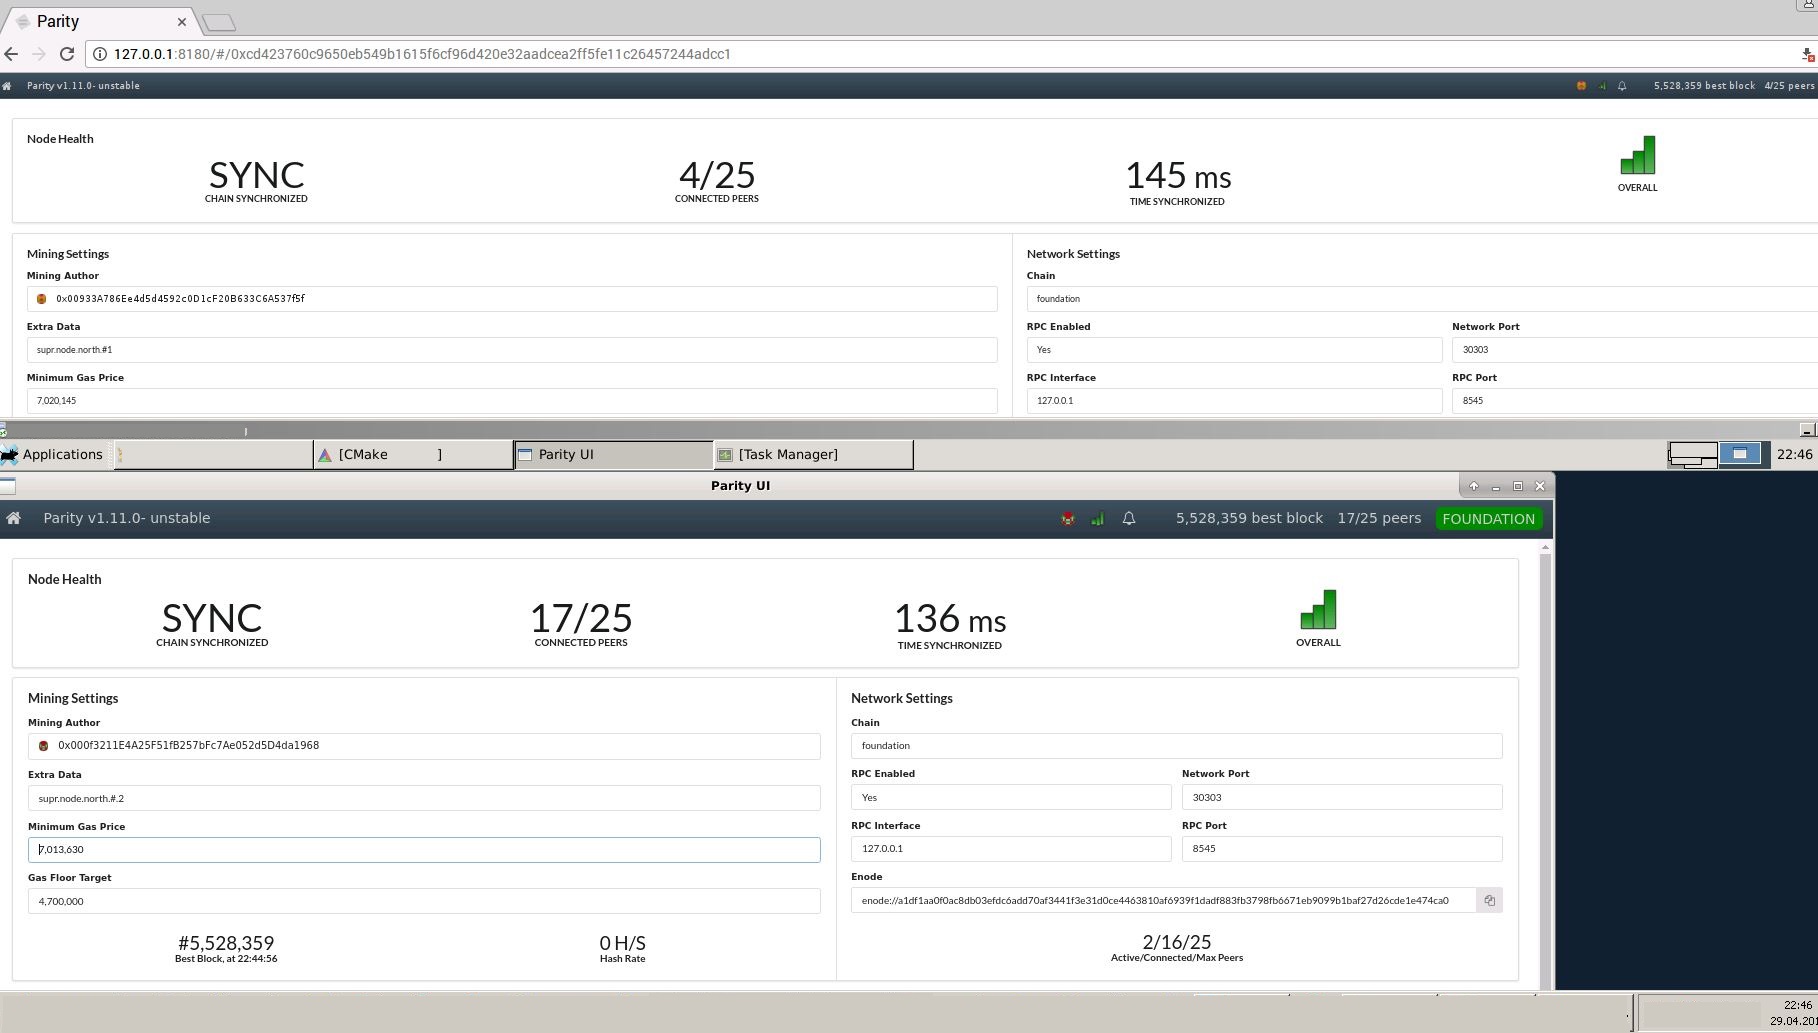 Parity
127.0.0.1:8180/#/0xcd423760c9650eb549b1615f6cf96d420e32aadcea2ff5fe11c26457244adcc1
Parity v1.11.0- unstable 5,528,359 best block 4/25 peers
Node Health
SYNC 4/25 145 ms
CHAIN SYNCHRONIZED CONNECTED PEERS TIME SYNCHRONIZED OVERALL
Mining Settings Network Settings
Mining Author Chain
0x00933A786Ee4d5d4592c0D1cF20B633C6A537f5f foundation
Extra Data RPC Enabled Network Port
supr.node.north.#1 Yes 30303
Minimum Gas Price RPC Interface RPC Port
7,020,145 127.0.0.1 8545
Applications [CMake ] Parity UI [Task Manager] 22:46
Parity UI
Parity v1.11.0- unstable 5,528,359 best block 17/25 peers FOUNDATION
Node Health
SYNC 17/25 136 ms
CHAIN SYNCHRONIZED CONNECTED PEERS TIME SYNCHRONIZED OVERALL
Mining Settings Network Settings
Mining Author Chain
0x000f3211E4A25F51fB257bFc7Ae052d5D4da1968 foundation
Extra Data RPC Enabled Network Port
supr.node.north.#.2 Yes 30303
Minimum Gas Price RPC Interface RPC Port
7,013,630 127.0.0.1 8545
Gas Floor Target Enode
4,700,000 enode://a1df1aa0f0ac8db03efdc6add70af3441f3e31d0ce4463810af6939f1dadf883fb3798fb6671eb9099b1baf27d26cde1e474ca0
#5,528,359 0 H/S 2/16/25
Best Block, at 22:44:56 Hash Rate Active/Connected/Max Peers
22:46
29.04.201